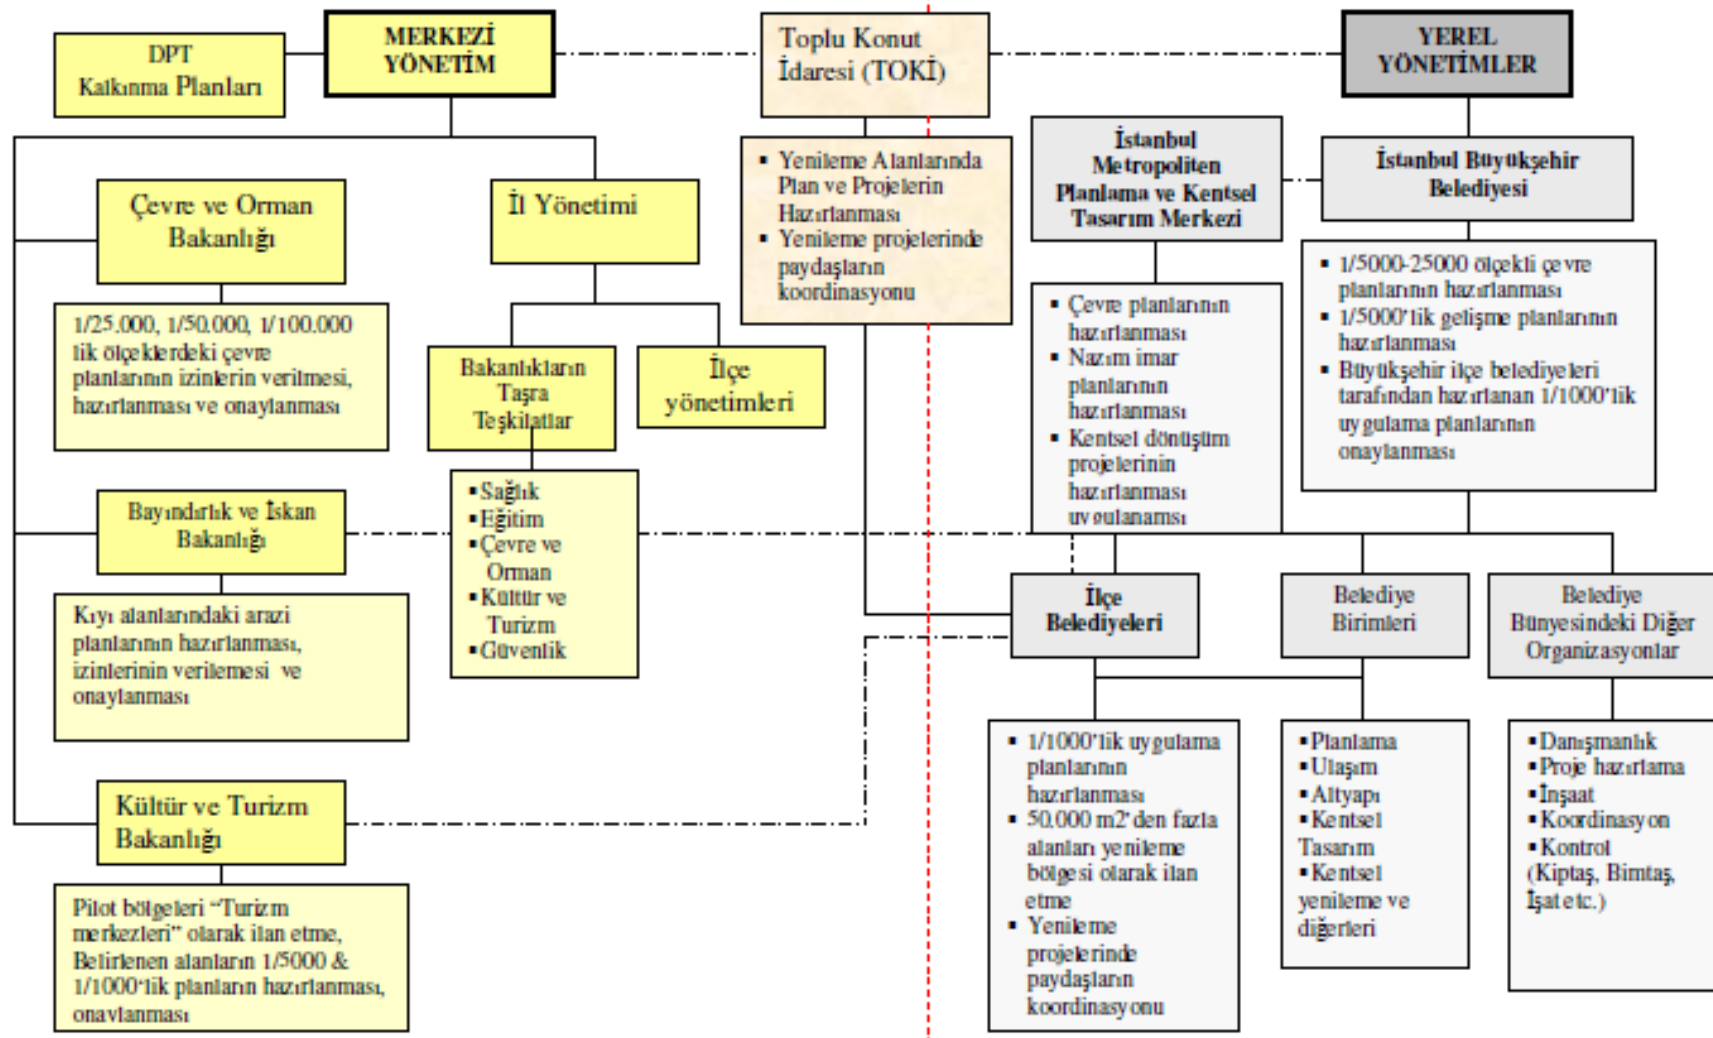 DPT
Kalkınma Planları
MERKEZİ
YÖNETİM
Toplu Konut
İdaresi (TOKİ)
YEREL
YÖNETİMLER
Çevre ve Orman
Bakanlığı
1/25.000, 1/50.000, 1/100.000
lik ölçeklerdeki çevre
planlarının izinlerin verilmesi,
hazırlanması ve onaylanması
İl Yönetimi
Bakanlıkların
Taşra
Teşkilatlar
İlçe
yönetimleri
▪Sağlık
▪Eğitim
▪Çevre ve
Orman
▪Kültür ve
Turizm
▪Güvenlik
Bayındırlık ve İskan
Bakanlığı
Kıyı alanlarındaki arazi
planlarının hazırlanması,
izinlerinin verilemesi ve
onaylanması
Kültür ve Turizm
Bakanlığı
Pilot bölgeleri “Turizm
merkezleri” olarak ilan etme,
Belirlenen alanların 1/5000 &
1/1000‘lik planların hazırlanması,
onaylanması
▪ Yenileme Alanlarında
Plan ve Projelerin
Hazırlanması
▪ Yenileme projelerinde
paydaşların
koordinasyonu
İstanbul
Metropoliten
Planlama ve Kentsel
Tasarım Merkezi
▪ Çevre planlarının
hazırlanması
▪ Nazım imar
planlarının
hazırlanması
▪ Kentsel dönüşüm
projelerinin
hazırlanması
uygulanamsı
İstanbul Büyükşehir
Belediyesi
▪ 1/5000-25000 ölçekli çevre
planlarının hazırlanması
▪ 1/5000’lik gelişme planlarının
hazırlanması
▪ Büyükşehir ilçe belediyeleri
tarafından hazırlanan 1/1000’lik
uygulama planlarının
onaylanması
İlçe
Belediyeleri
▪ 1/1000’lik uygulama
planlarının
hazırlanması
▪ 50.000 m2’den fazla
alanları yenileme
bölgesi olarak ilan
etme
▪ Yenileme
projelerinde
paydaşların
koordinasyonu
Belediye
Birimleri
▪Planlama
▪Ulaşım
▪Altyapı
▪Kentsel
Tasarım
▪Kentsel
yenileme ve
diğerleri
Belediye
Bünyesindeki Diğer
Organizasyonlar
▪Danışmanlık
▪Proje hazırlama
▪İnşaat
▪Koordinasyon
▪Kontrol
(Kiptaş, Bimtaş,
İşat etc.)